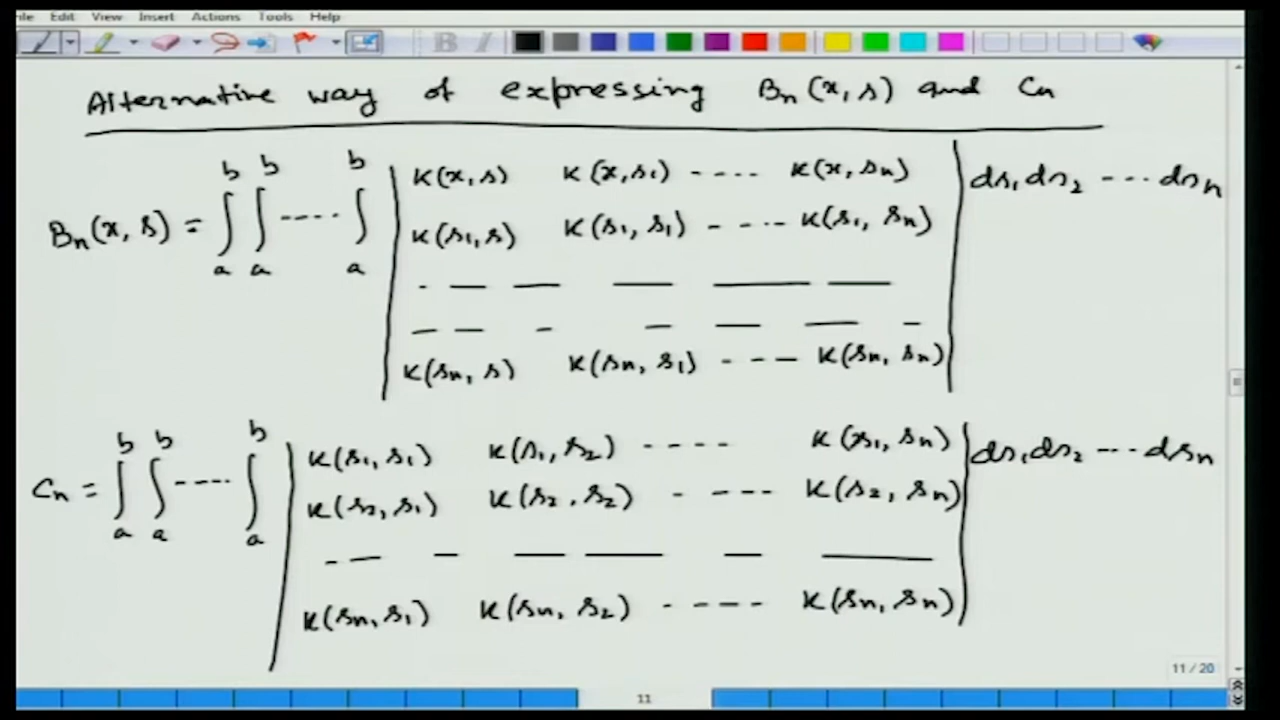 File Edit View Insert Actions Tools Help
Alternative way of expressing Bn(x, s) and Cn
Bn(x, s) = ∫_a^b ∫_a^b ---- ∫_a^b | K(x,s) K(x,s1) ---- K(x,sn) | ds1 ds2 --- dsn
K(s1,s) K(s1,s1) ---- K(s1,sn)
K(sn,s) K(sn,s1) ---- K(sn,sn)
Cn = ∫_a^b ∫_a^b ---- ∫_a^b | K(s1,s1) K(s1,s2) ---- K(s1,sn) | ds1 ds2 --- dsn
K(s2,s1) K(s2,s2) ---- K(s2,sn)
K(sn,s1) K(sn,s2) ---- K(sn,sn)
11 / 20
11